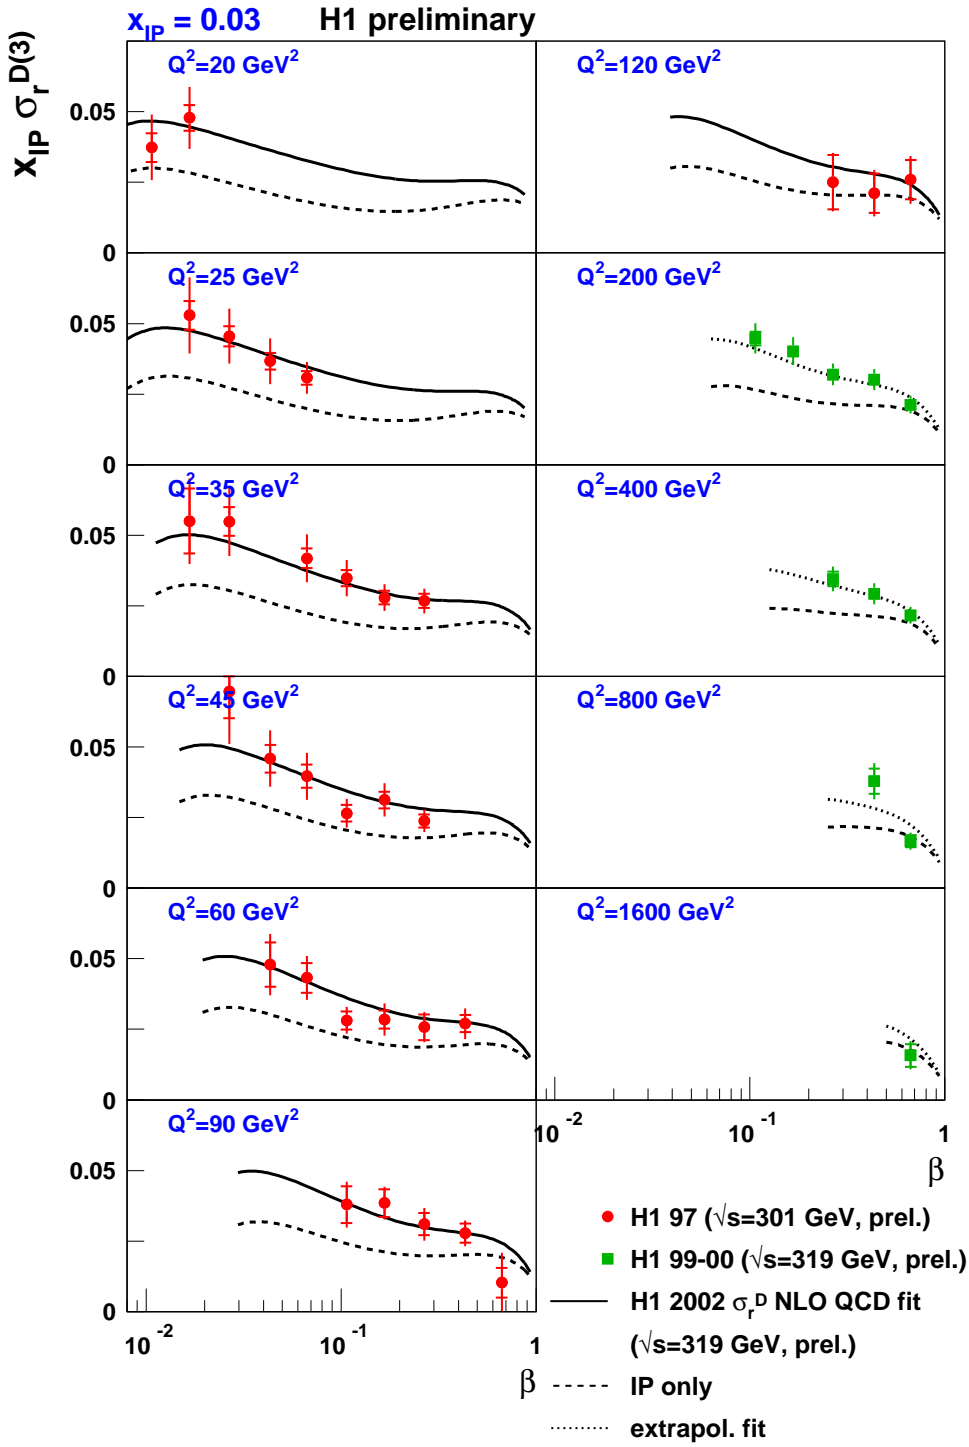 x_IP = 0.03 H1 preliminary
x_IP σ_r^D(3)
Q²=20 GeV²
Q²=120 GeV²
0.05
0
Q²=25 GeV²
Q²=200 GeV²
0.05
0
Q²=35 GeV²
Q²=400 GeV²
0.05
0
Q²=45 GeV²
Q²=800 GeV²
0.05
0
Q²=60 GeV²
Q²=1600 GeV²
0.05
0
10^-2 10^-1 1
β
Q²=90 GeV²
0.05
0
10^-2 10^-1 1
β
H1 97 (√s=301 GeV, prel.)
H1 99-00 (√s=319 GeV, prel.)
H1 2002 σ_r^D NLO QCD fit
(√s=319 GeV, prel.)
IP only
extrapol. fit